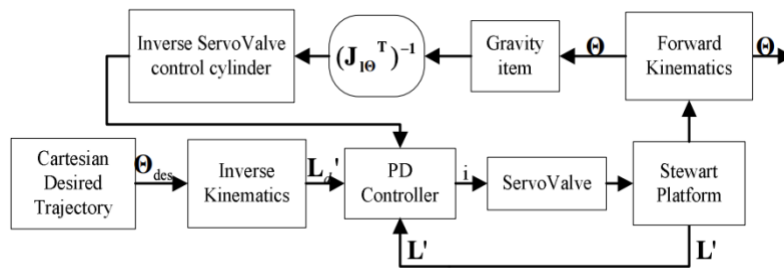 Inverse ServoValve
control cylinder
(J_lΘ^T)^-1
Gravity
item
Θ
Forward
Kinematics
Θ
Cartesian
Desired
Trajectory
Θ_des
Inverse
Kinematics
L_d'
PD
Controller
i
ServoValve
Stewart
Platform
L'
L'